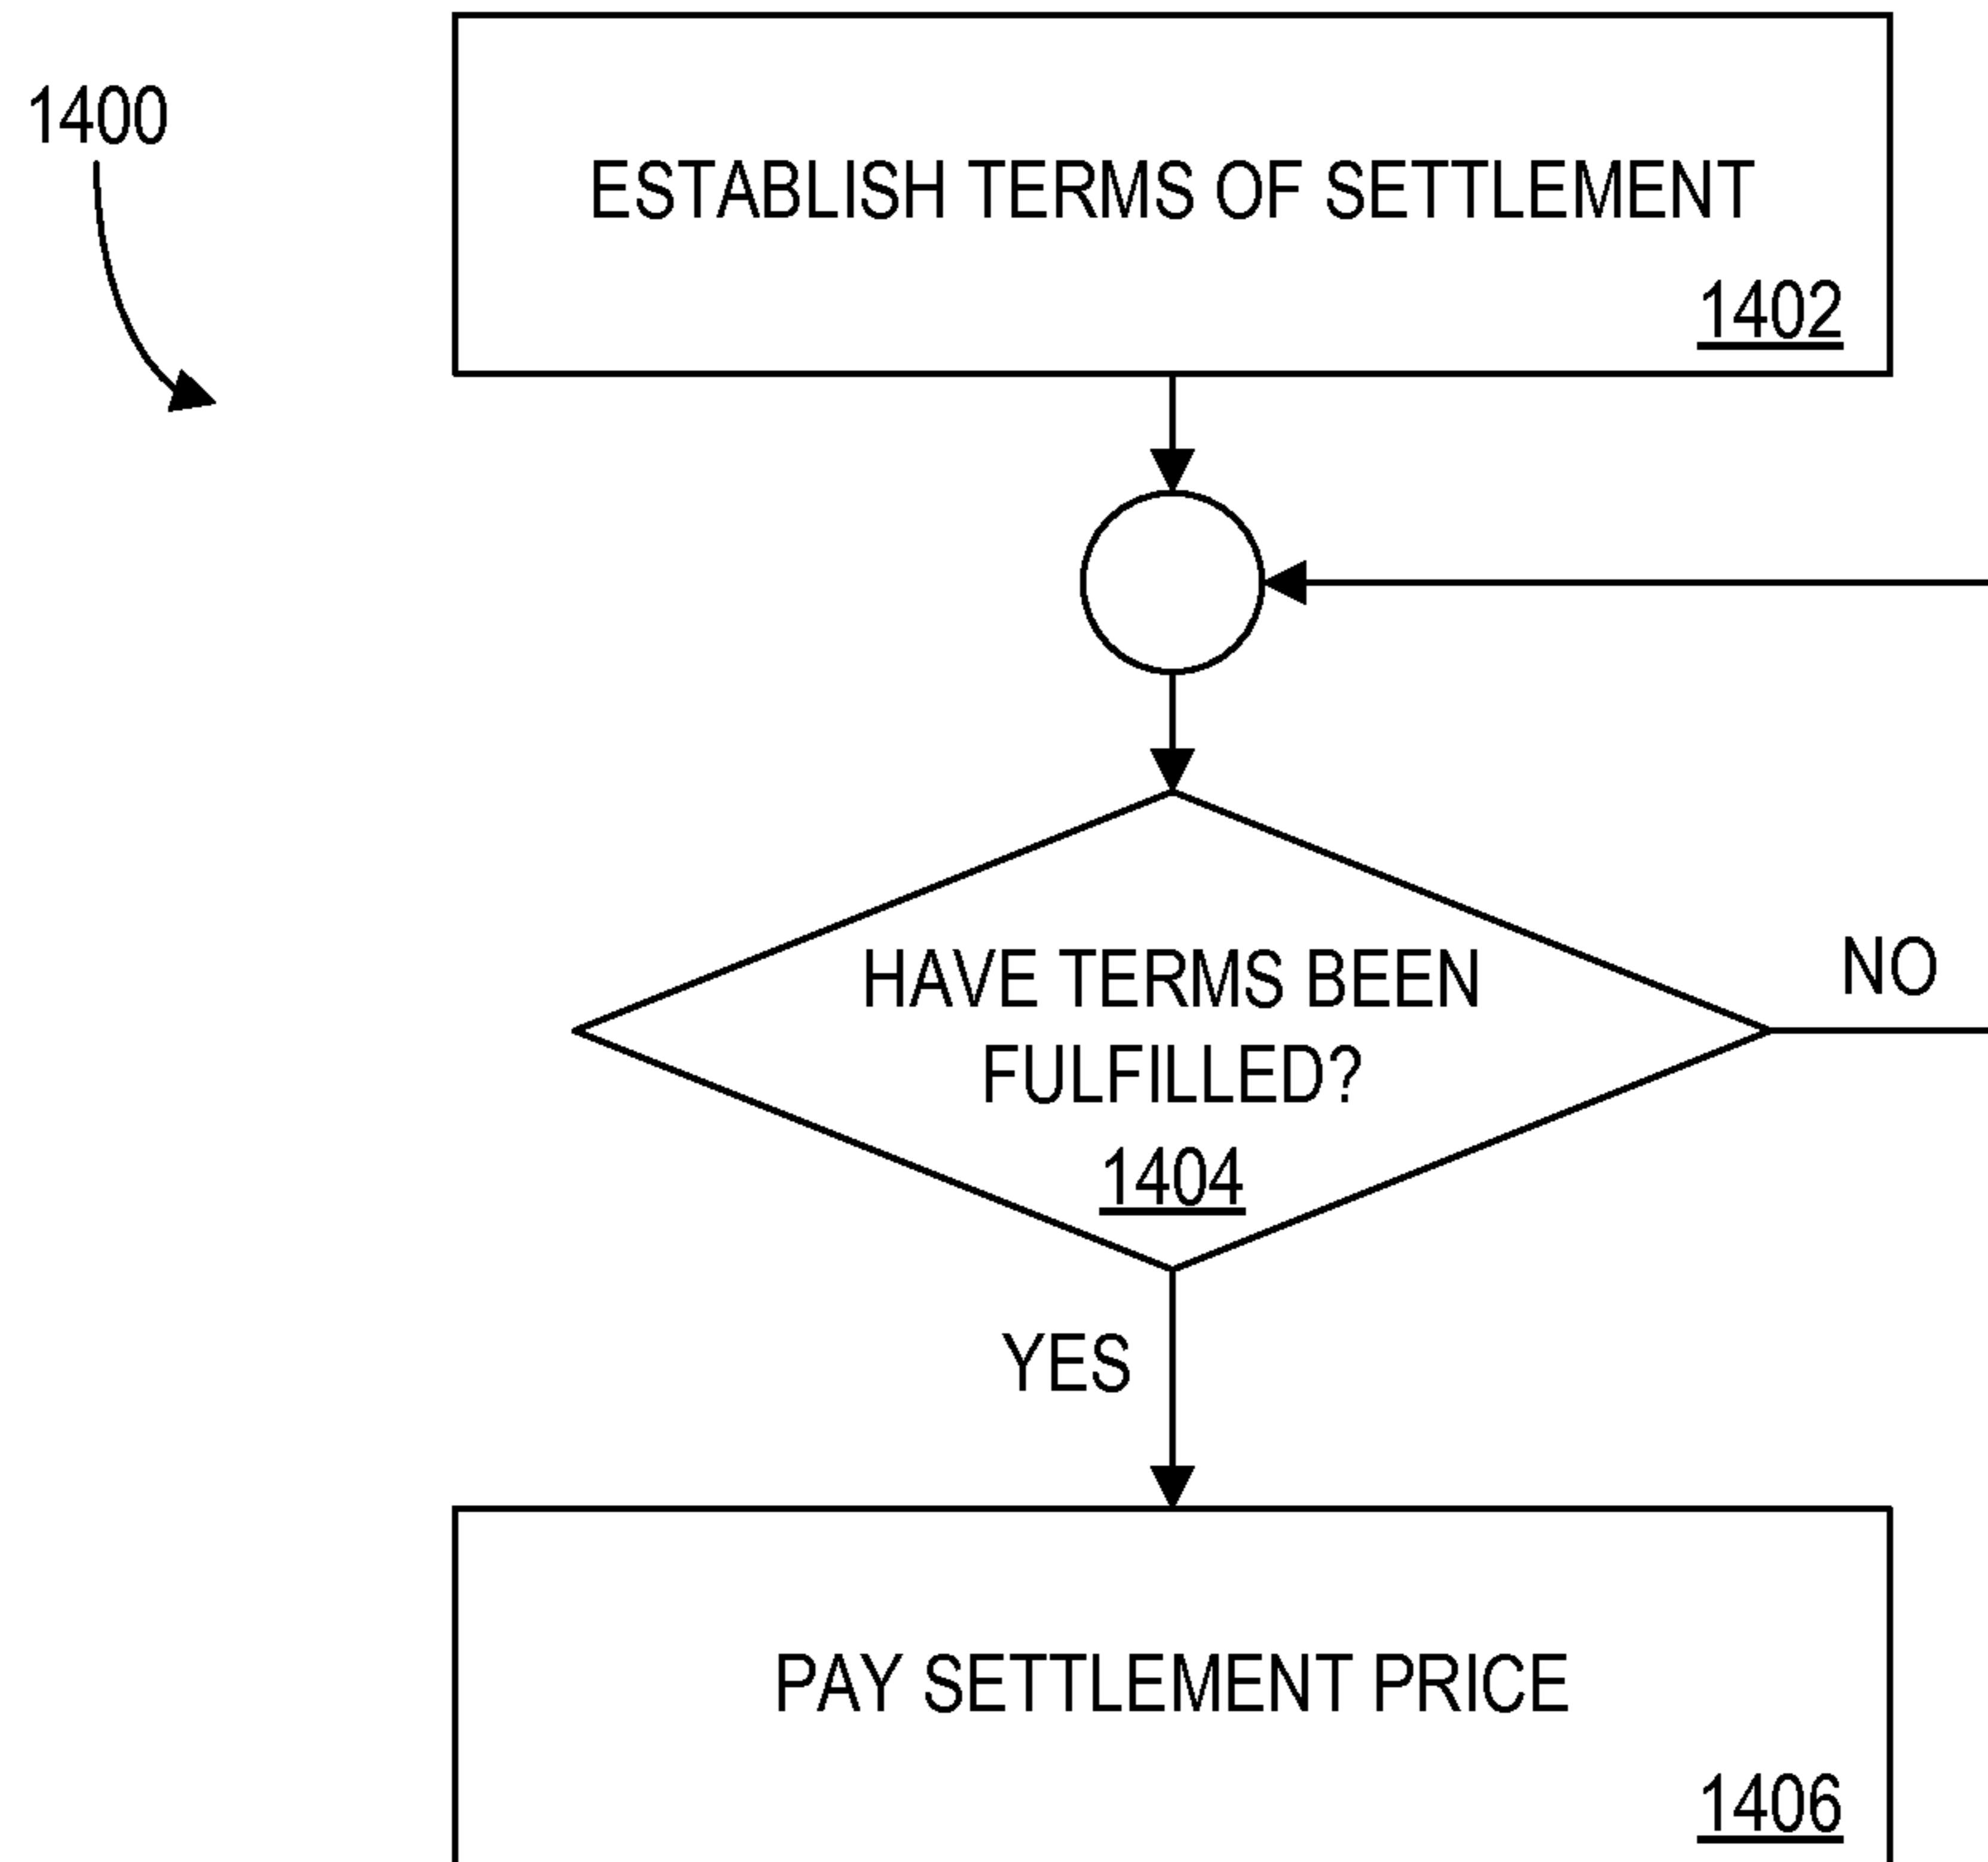 1400
ESTABLISH TERMS OF SETTLEMENT
1402
HAVE TERMS BEEN
FULFILLED?
1404
NO
YES
PAY SETTLEMENT PRICE
1406